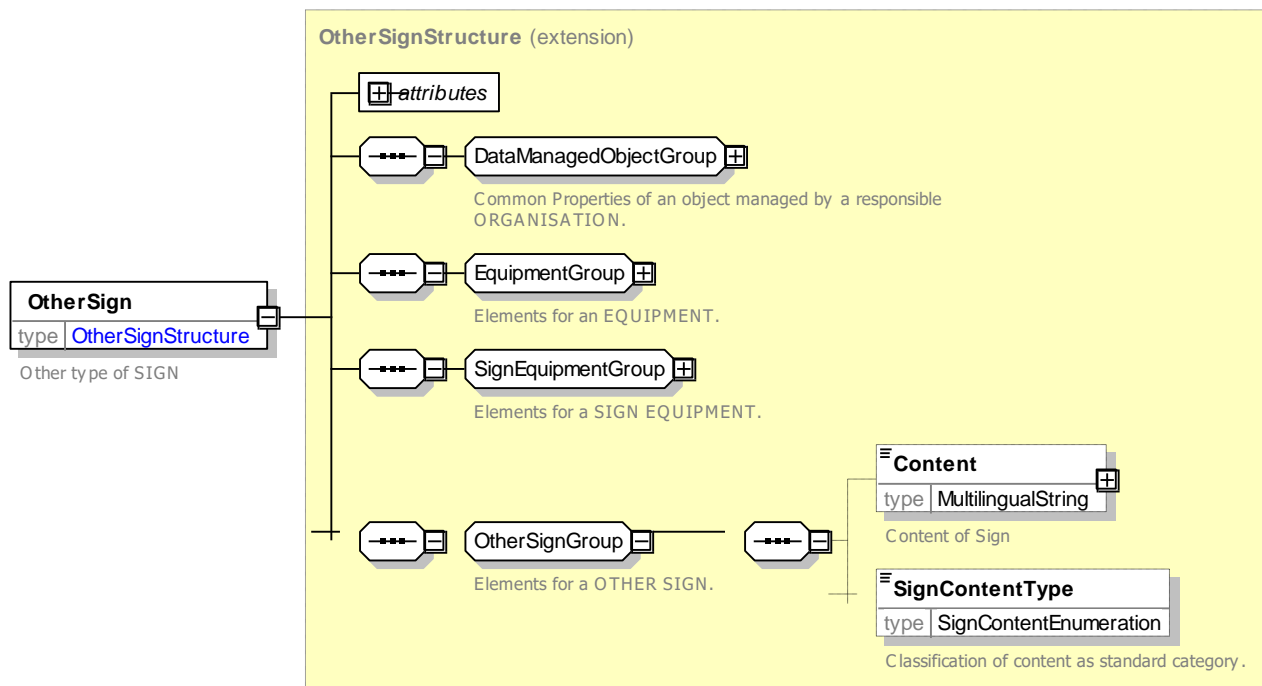 OtherSignStructure (extension)
attributes
DataManagedObjectGroup
Common Properties of an object managed by a responsible
ORGANISATION.
EquipmentGroup
Elements for an EQUIPMENT.
OtherSign
type OtherSignStructure
Other type of SIGN
SignEquipmentGroup
Elements for a SIGN EQUIPMENT.
Content
type MultilingualString
Content of Sign
OtherSignGroup
Elements for a OTHER SIGN.
SignContentType
type SignContentEnumeration
Classification of content as standard category.